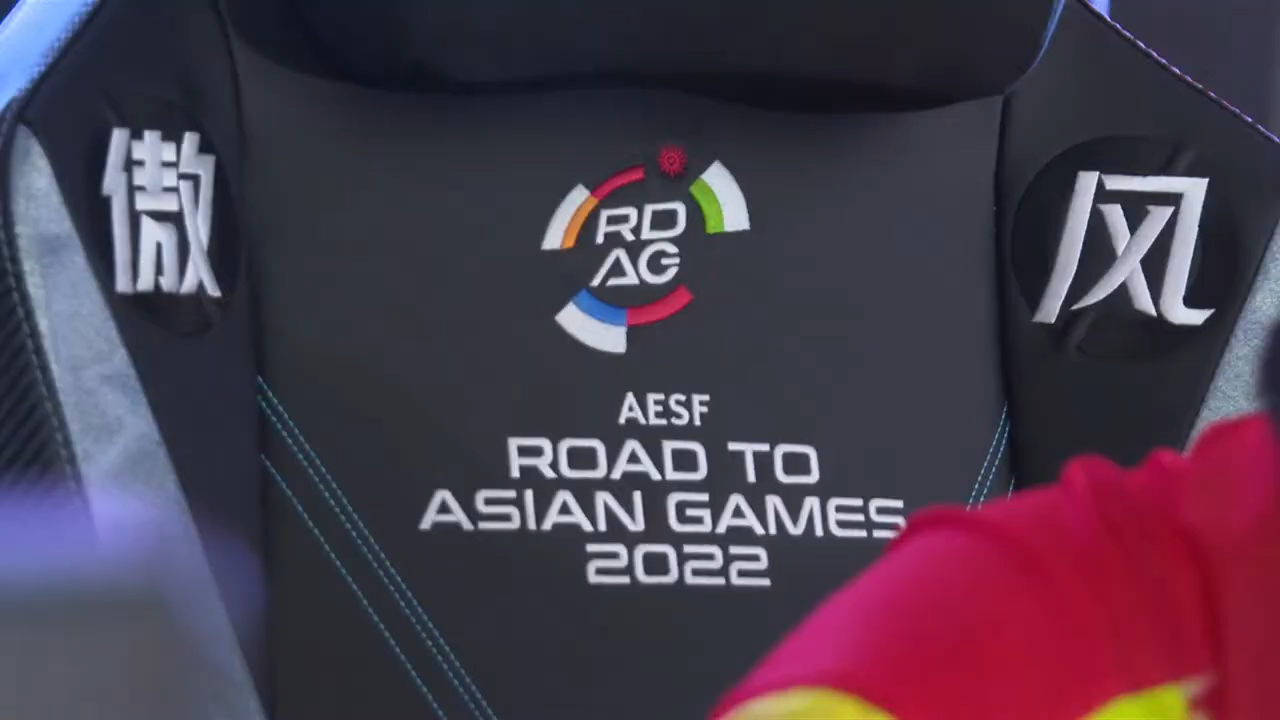 傲风
RD
AG
AESF
ROAD TO
ASIAN GAMES
2022